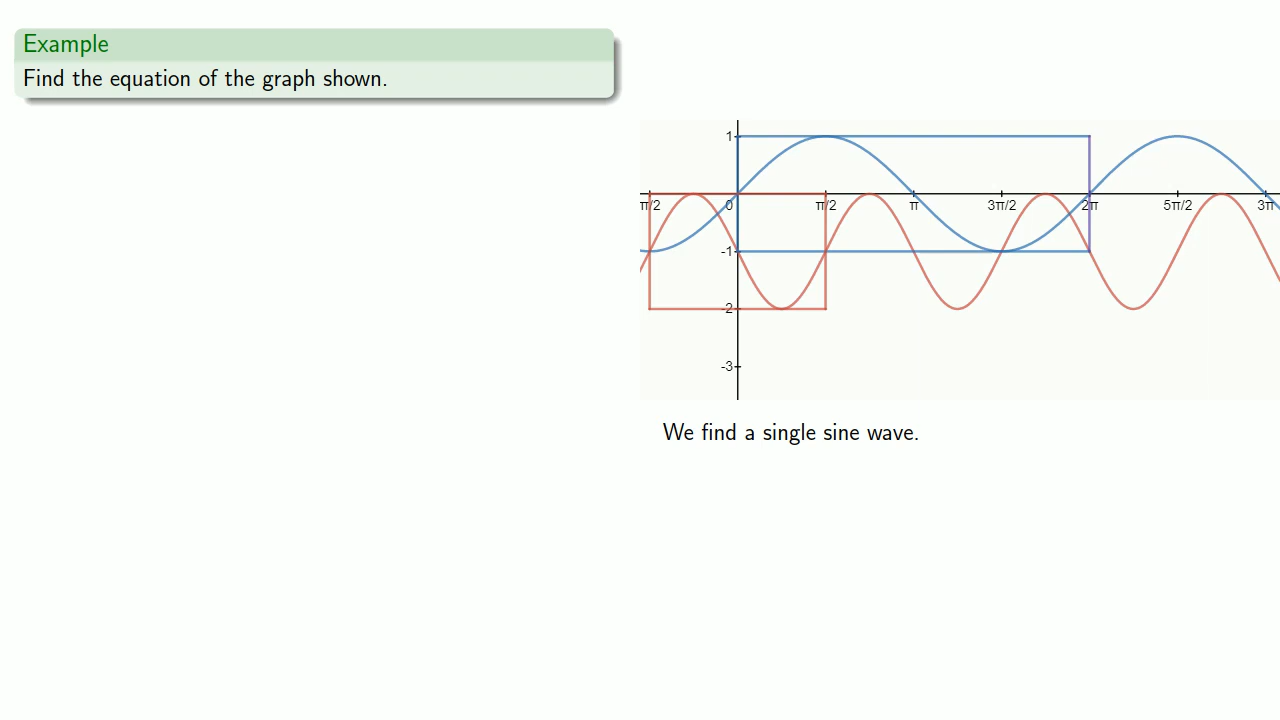 Example
Find the equation of the graph shown.
1
π/2 0 π/2 π 3π/2 2π 5π/2 3π
-1
-2
-3
We find a single sine wave.